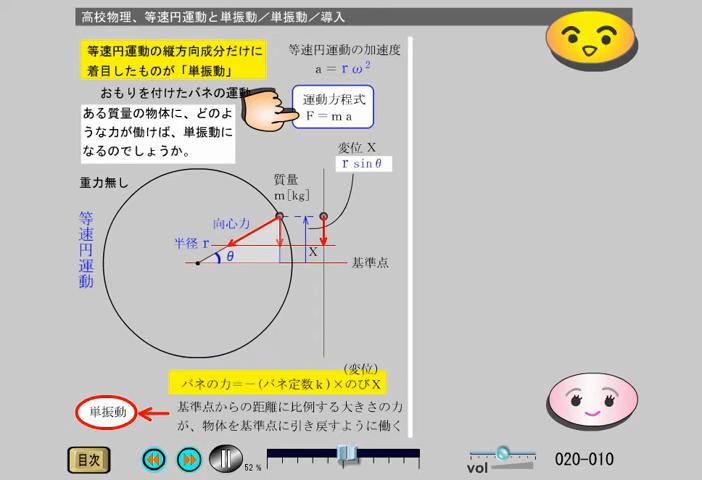 高校物理、等速円運動と単振動／単振動／導入
等速円運動の縦方向成分だけに
着目したものが「単振動」
等速円運動の加速度
a = r ω²
おもりを付けたバネの運動
運動方程式
F = m a
ある質量の物体に、どのよ
うな力が働けば、単振動に
なるのでしょうか。
変位 X
r sinθ
重力無し
質量
m[kg]
等速円運動
向心力
半径 r
θ
X
基準点
(変位)
バネの力＝−(バネ定数k)×のびX
単振動
基準点からの距離に比例する大きさの力
が、物体を基準点に引き戻すように働く
目次
52 %
vol
020-010